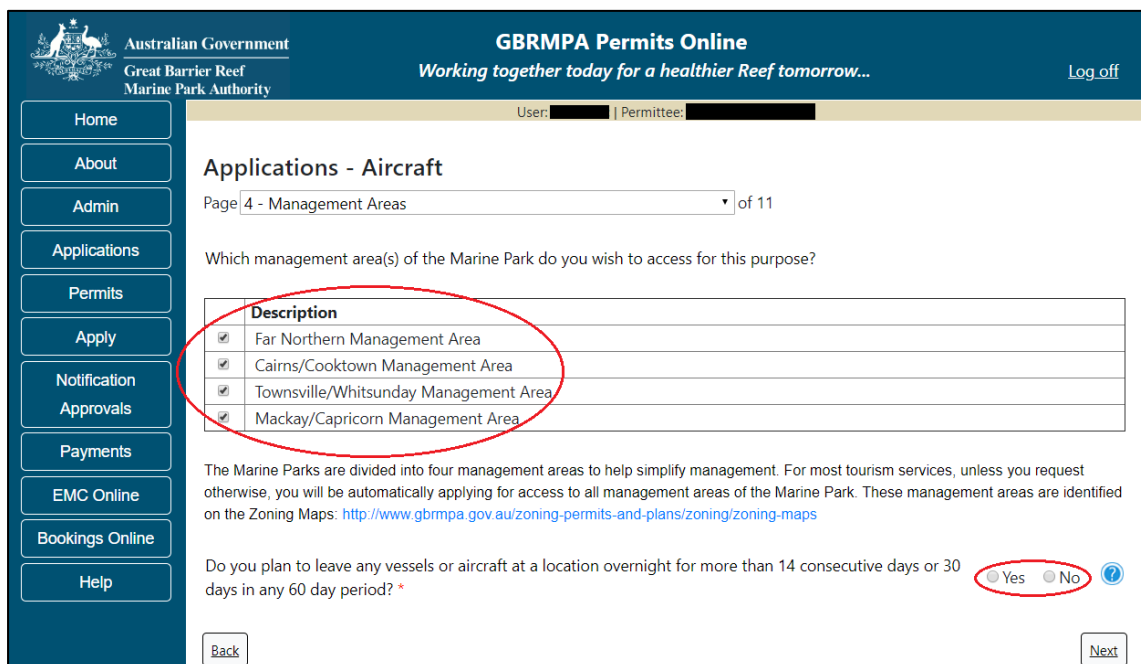 Australian Government
Great Barrier Reef
Marine Park Authority
GBRMPA Permits Online
Working together today for a healthier Reef tomorrow...
Log off
User: | Permittee:
Home
About
Admin
Applications
Permits
Apply
Notification
Approvals
Payments
EMC Online
Bookings Online
Help
Applications - Aircraft
Page 4 - Management Areas of 11
Which management area(s) of the Marine Park do you wish to access for this purpose?
Description
Far Northern Management Area
Cairns/Cooktown Management Area
Townsville/Whitsunday Management Area
Mackay/Capricorn Management Area
The Marine Parks are divided into four management areas to help simplify management. For most tourism services, unless you request
otherwise, you will be automatically applying for access to all management areas of the Marine Park. These management areas are identified
on the Zoning Maps: http://www.gbrmpa.gov.au/zoning-permits-and-plans/zoning/zoning-maps
Do you plan to leave any vessels or aircraft at a location overnight for more than 14 consecutive days or 30
days in any 60 day period? *
Yes No ?
Back
Next